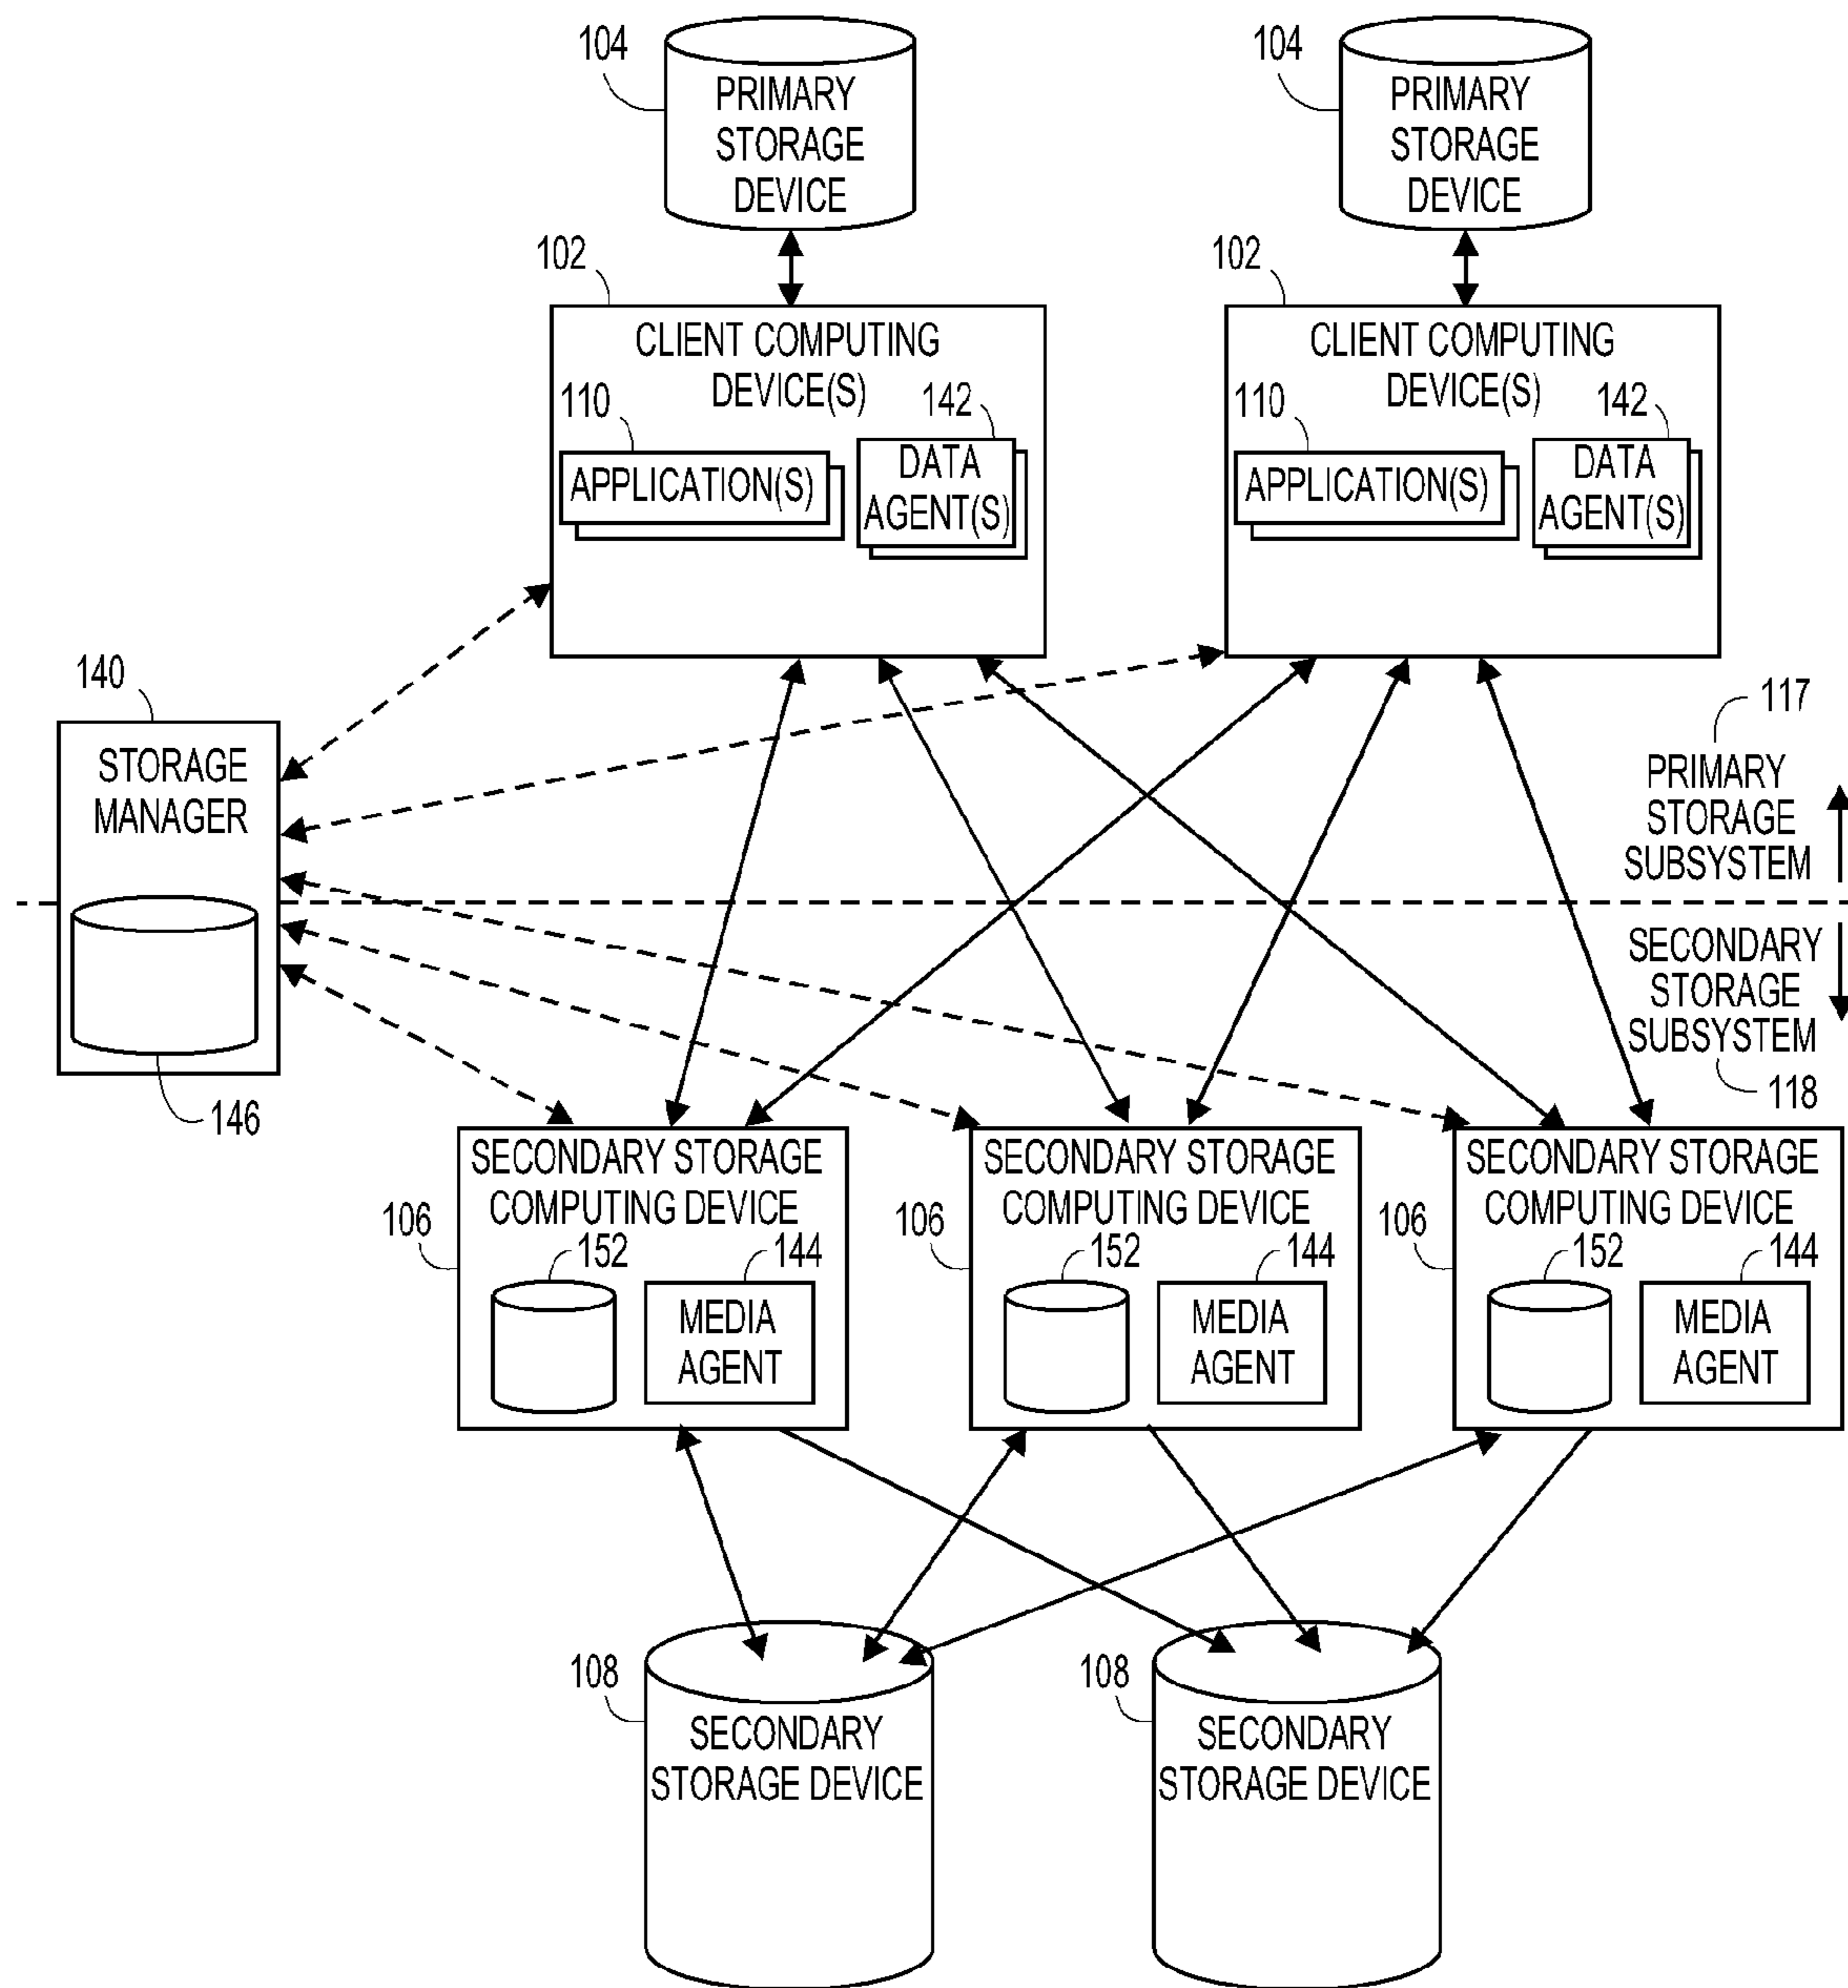 104
PRIMARY
STORAGE
DEVICE
104
PRIMARY
STORAGE
DEVICE
102
CLIENT COMPUTING
DEVICE(S)
110
142
APPLICATION(S)
DATA
AGENT(S)
102
CLIENT COMPUTING
DEVICE(S)
110
142
APPLICATION(S)
DATA
AGENT(S)
140
STORAGE
MANAGER
146
117
PRIMARY
STORAGE
SUBSYSTEM
SECONDARY
STORAGE
SUBSYSTEM
118
SECONDARY STORAGE
COMPUTING DEVICE
106
152
144
MEDIA
AGENT
SECONDARY STORAGE
COMPUTING DEVICE
106
152
144
MEDIA
AGENT
SECONDARY STORAGE
COMPUTING DEVICE
106
152
144
MEDIA
AGENT
108
SECONDARY
STORAGE DEVICE
108
SECONDARY
STORAGE DEVICE